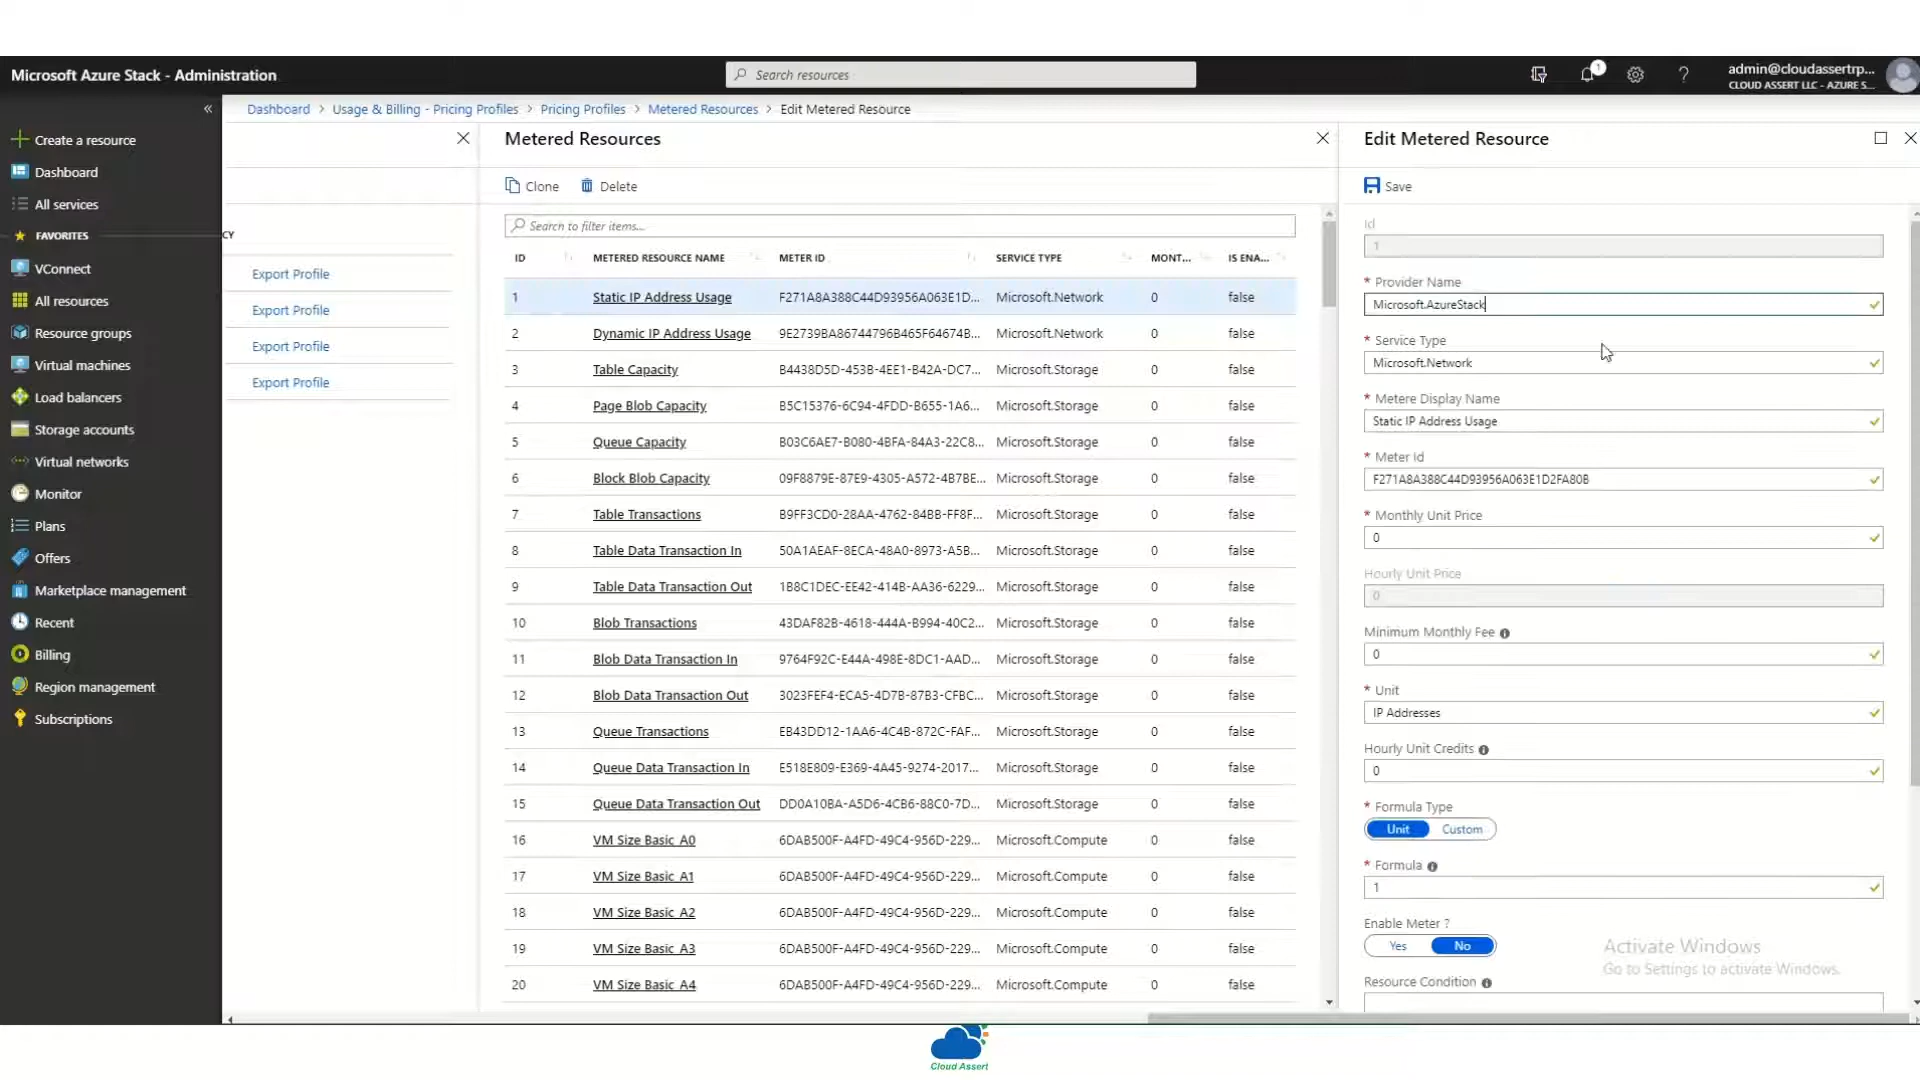 Microsoft Azure Stack - Administration
Search resources
1
admin@cloudassertrp...
CLOUD ASSERT LLC - AZURE S...
«
Dashboard > Usage & Billing - Pricing Profiles > Pricing Profiles > Metered Resources > Edit Metered Resource
Create a resource
Dashboard
All services
FAVORITES
VConnect
All resources
Resource groups
Virtual machines
Load balancers
Storage accounts
Virtual networks
Monitor
Plans
Offers
Marketplace management
Recent
Billing
Region management
Subscriptions
CY
Export Profile
Export Profile
Export Profile
Export Profile
Metered Resources
Clone Delete
Search to filter items...
ID METERED RESOURCE NAME METER ID SERVICE TYPE MONT... IS ENA...
1 Static IP Address Usage F271A8A388C44D93956A063E1D... Microsoft.Network 0 false
2 Dynamic IP Address Usage 9E2739BA86744796B465F64674B... Microsoft.Network 0 false
3 Table Capacity B4438D5D-453B-4EE1-B42A-DC7... Microsoft.Storage 0 false
4 Page Blob Capacity B5C15376-6C94-4FDD-B655-1A6... Microsoft.Storage 0 false
5 Queue Capacity B03C6AE7-B080-4BFA-84A3-22C8... Microsoft.Storage 0 false
6 Block Blob Capacity 09F8879E-87E9-4305-A572-4B7BE... Microsoft.Storage 0 false
7 Table Transactions B9FF3CD0-28AA-4762-84BB-FF8F... Microsoft.Storage 0 false
8 Table Data Transaction In 50A1AEAF-8ECA-48A0-8973-A5B... Microsoft.Storage 0 false
9 Table Data Transaction Out 1B8C1DEC-EE42-414B-AA36-6229... Microsoft.Storage 0 false
10 Blob Transactions 43DAF82B-4618-444A-B994-40C2... Microsoft.Storage 0 false
11 Blob Data Transaction In 9764F92C-E44A-498E-8DC1-AAD... Microsoft.Storage 0 false
12 Blob Data Transaction Out 3023FEF4-ECA5-4D7B-87B3-CFBC... Microsoft.Storage 0 false
13 Queue Transactions EB43DD12-1AA6-4C4B-872C-FAF... Microsoft.Storage 0 false
14 Queue Data Transaction In E518E809-E369-4A45-9274-2017... Microsoft.Storage 0 false
15 Queue Data Transaction Out DD0A10BA-A5D6-4CB6-88C0-7D... Microsoft.Storage 0 false
16 VM Size Basic A0 6DAB500F-A4FD-49C4-956D-229... Microsoft.Compute 0 false
17 VM Size Basic A1 6DAB500F-A4FD-49C4-956D-229... Microsoft.Compute 0 false
18 VM Size Basic A2 6DAB500F-A4FD-49C4-956D-229... Microsoft.Compute 0 false
19 VM Size Basic A3 6DAB500F-A4FD-49C4-956D-229... Microsoft.Compute 0 false
20 VM Size Basic A4 6DAB500F-A4FD-49C4-956D-229... Microsoft.Compute 0 false
Edit Metered Resource
Save
Id
1
* Provider Name
Microsoft.AzureStack
* Service Type
Microsoft.Network
* Metere Display Name
Static IP Address Usage
* Meter Id
F271A8A388C44D93956A063E1D2FA80B
* Monthly Unit Price
0
Hourly Unit Price
0
Minimum Monthly Fee
0
* Unit
IP Addresses
Hourly Unit Credits
0
* Formula Type
Unit Custom
* Formula
1
Enable Meter ?
Yes No
Resource Condition
Activate Windows
Go to Settings to activate Windows.
Cloud Assert